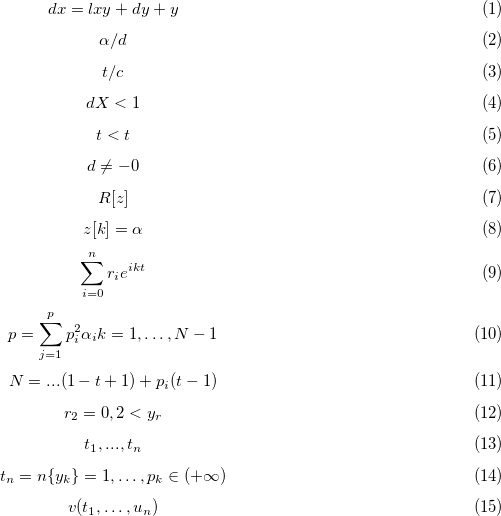 dx = lxy + dy + y (1)
α/d (2)
t/c (3)
dX < 1 (4)
t < t (5)
d ≠ −0 (6)
R[z] (7)
z[k] = α (8)
\sum_{i=0}^{n} r_i e^{ikt} (9)
p = \sum_{j=1}^{p} p_i^2 α_i k = 1, . . . , N − 1 (10)
N = ...(1 − t + 1) + p_i(t − 1) (11)
r_2 = 0, 2 < y_r (12)
t_1, ..., t_n (13)
t_n = n{y_k} = 1, . . . , p_k ∈ (+∞) (14)
v(t_1, . . . , u_n) (15)